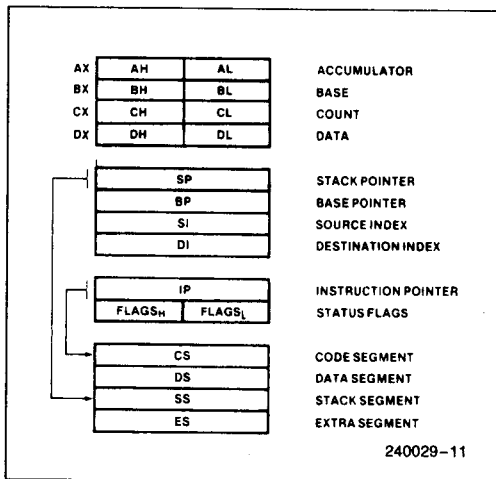 AX AH AL ACCUMULATOR
BX BH BL BASE
CX CH CL COUNT
DX DH DL DATA
SP STACK POINTER
BP BASE POINTER
SI SOURCE INDEX
DI DESTINATION INDEX
IP INSTRUCTION POINTER
FLAGSH FLAGSL STATUS FLAGS
CS CODE SEGMENT
DS DATA SEGMENT
SS STACK SEGMENT
ES EXTRA SEGMENT
240029-11